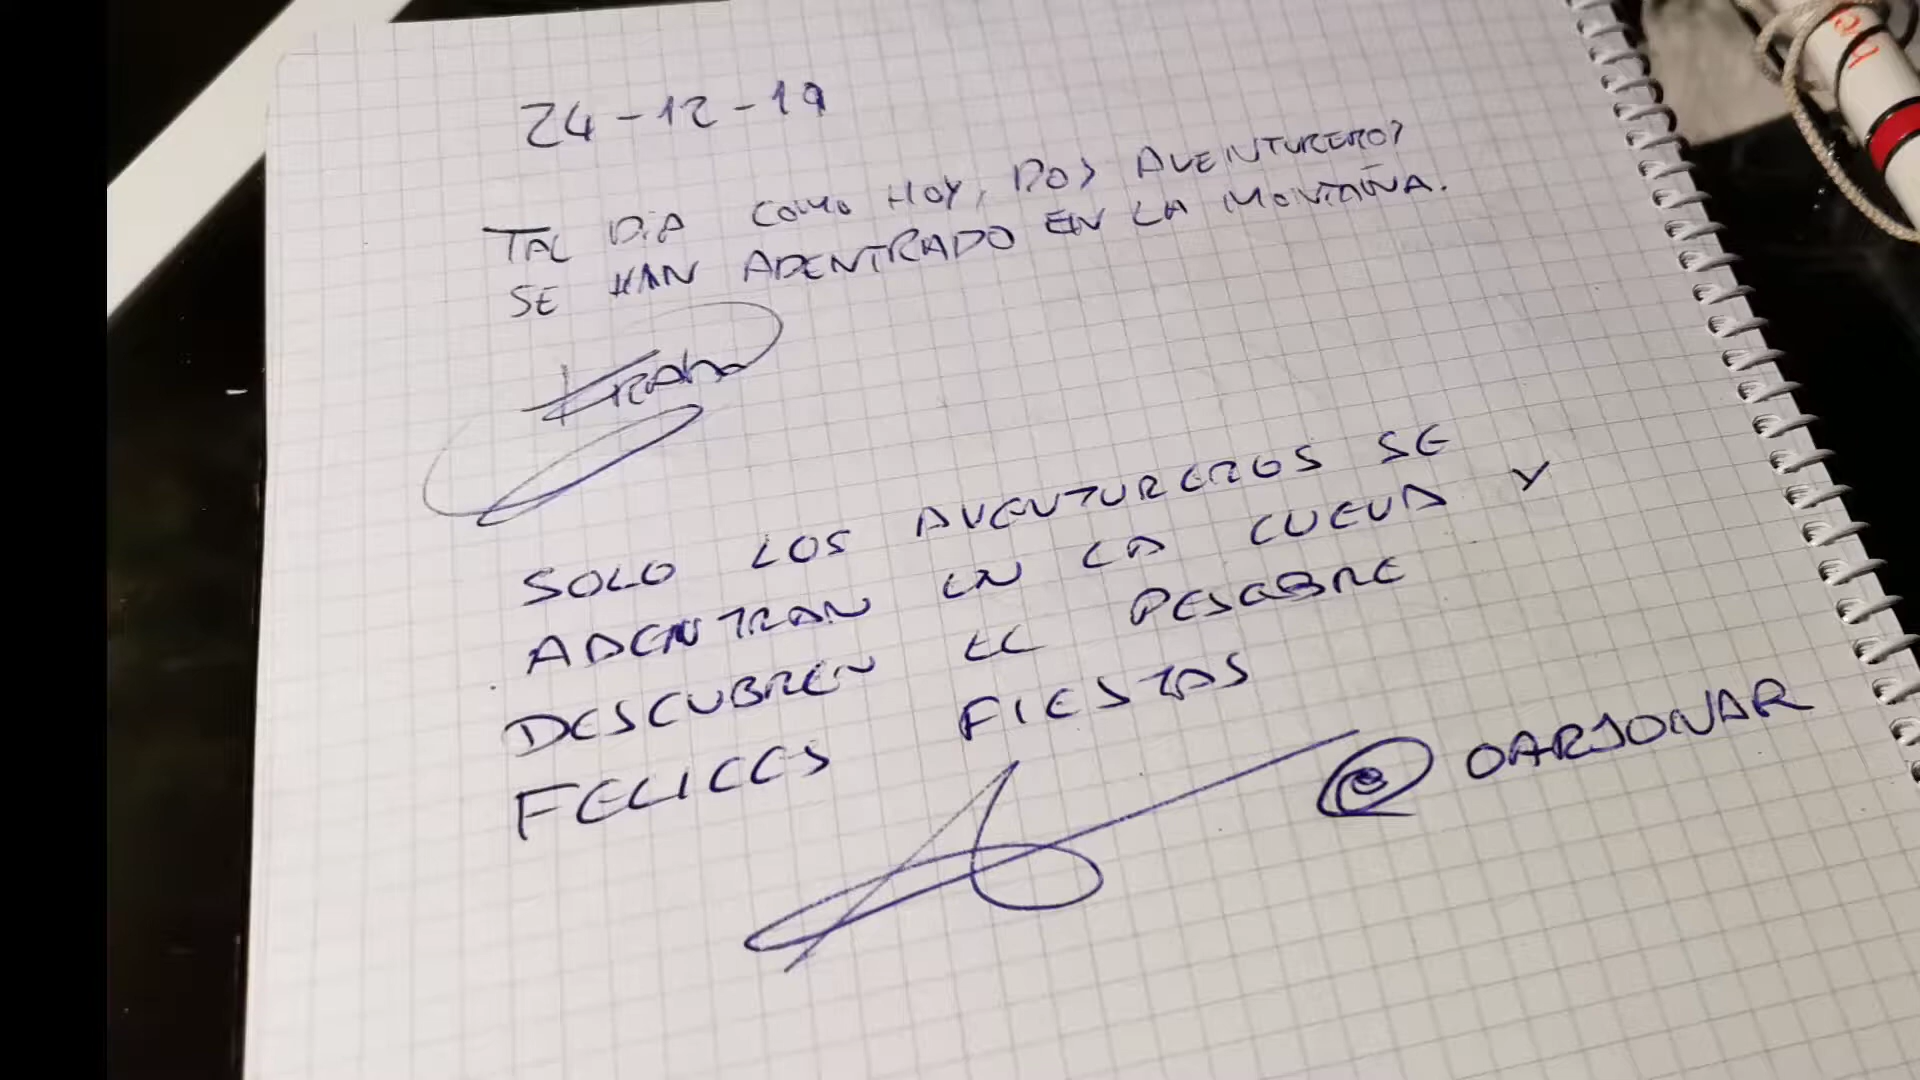 24-12-19
TAL DÍA COMO HOY, DOS AVENTUREROS
SE HAN ADENTRADO EN LA MONTAÑA.
SOLO LOS AVENTUREROS SE
ADENTRAN EN LA CUEVA Y
DESCUBREN EL PESEBRE
FELICES FIESTAS
@ OARJONAR